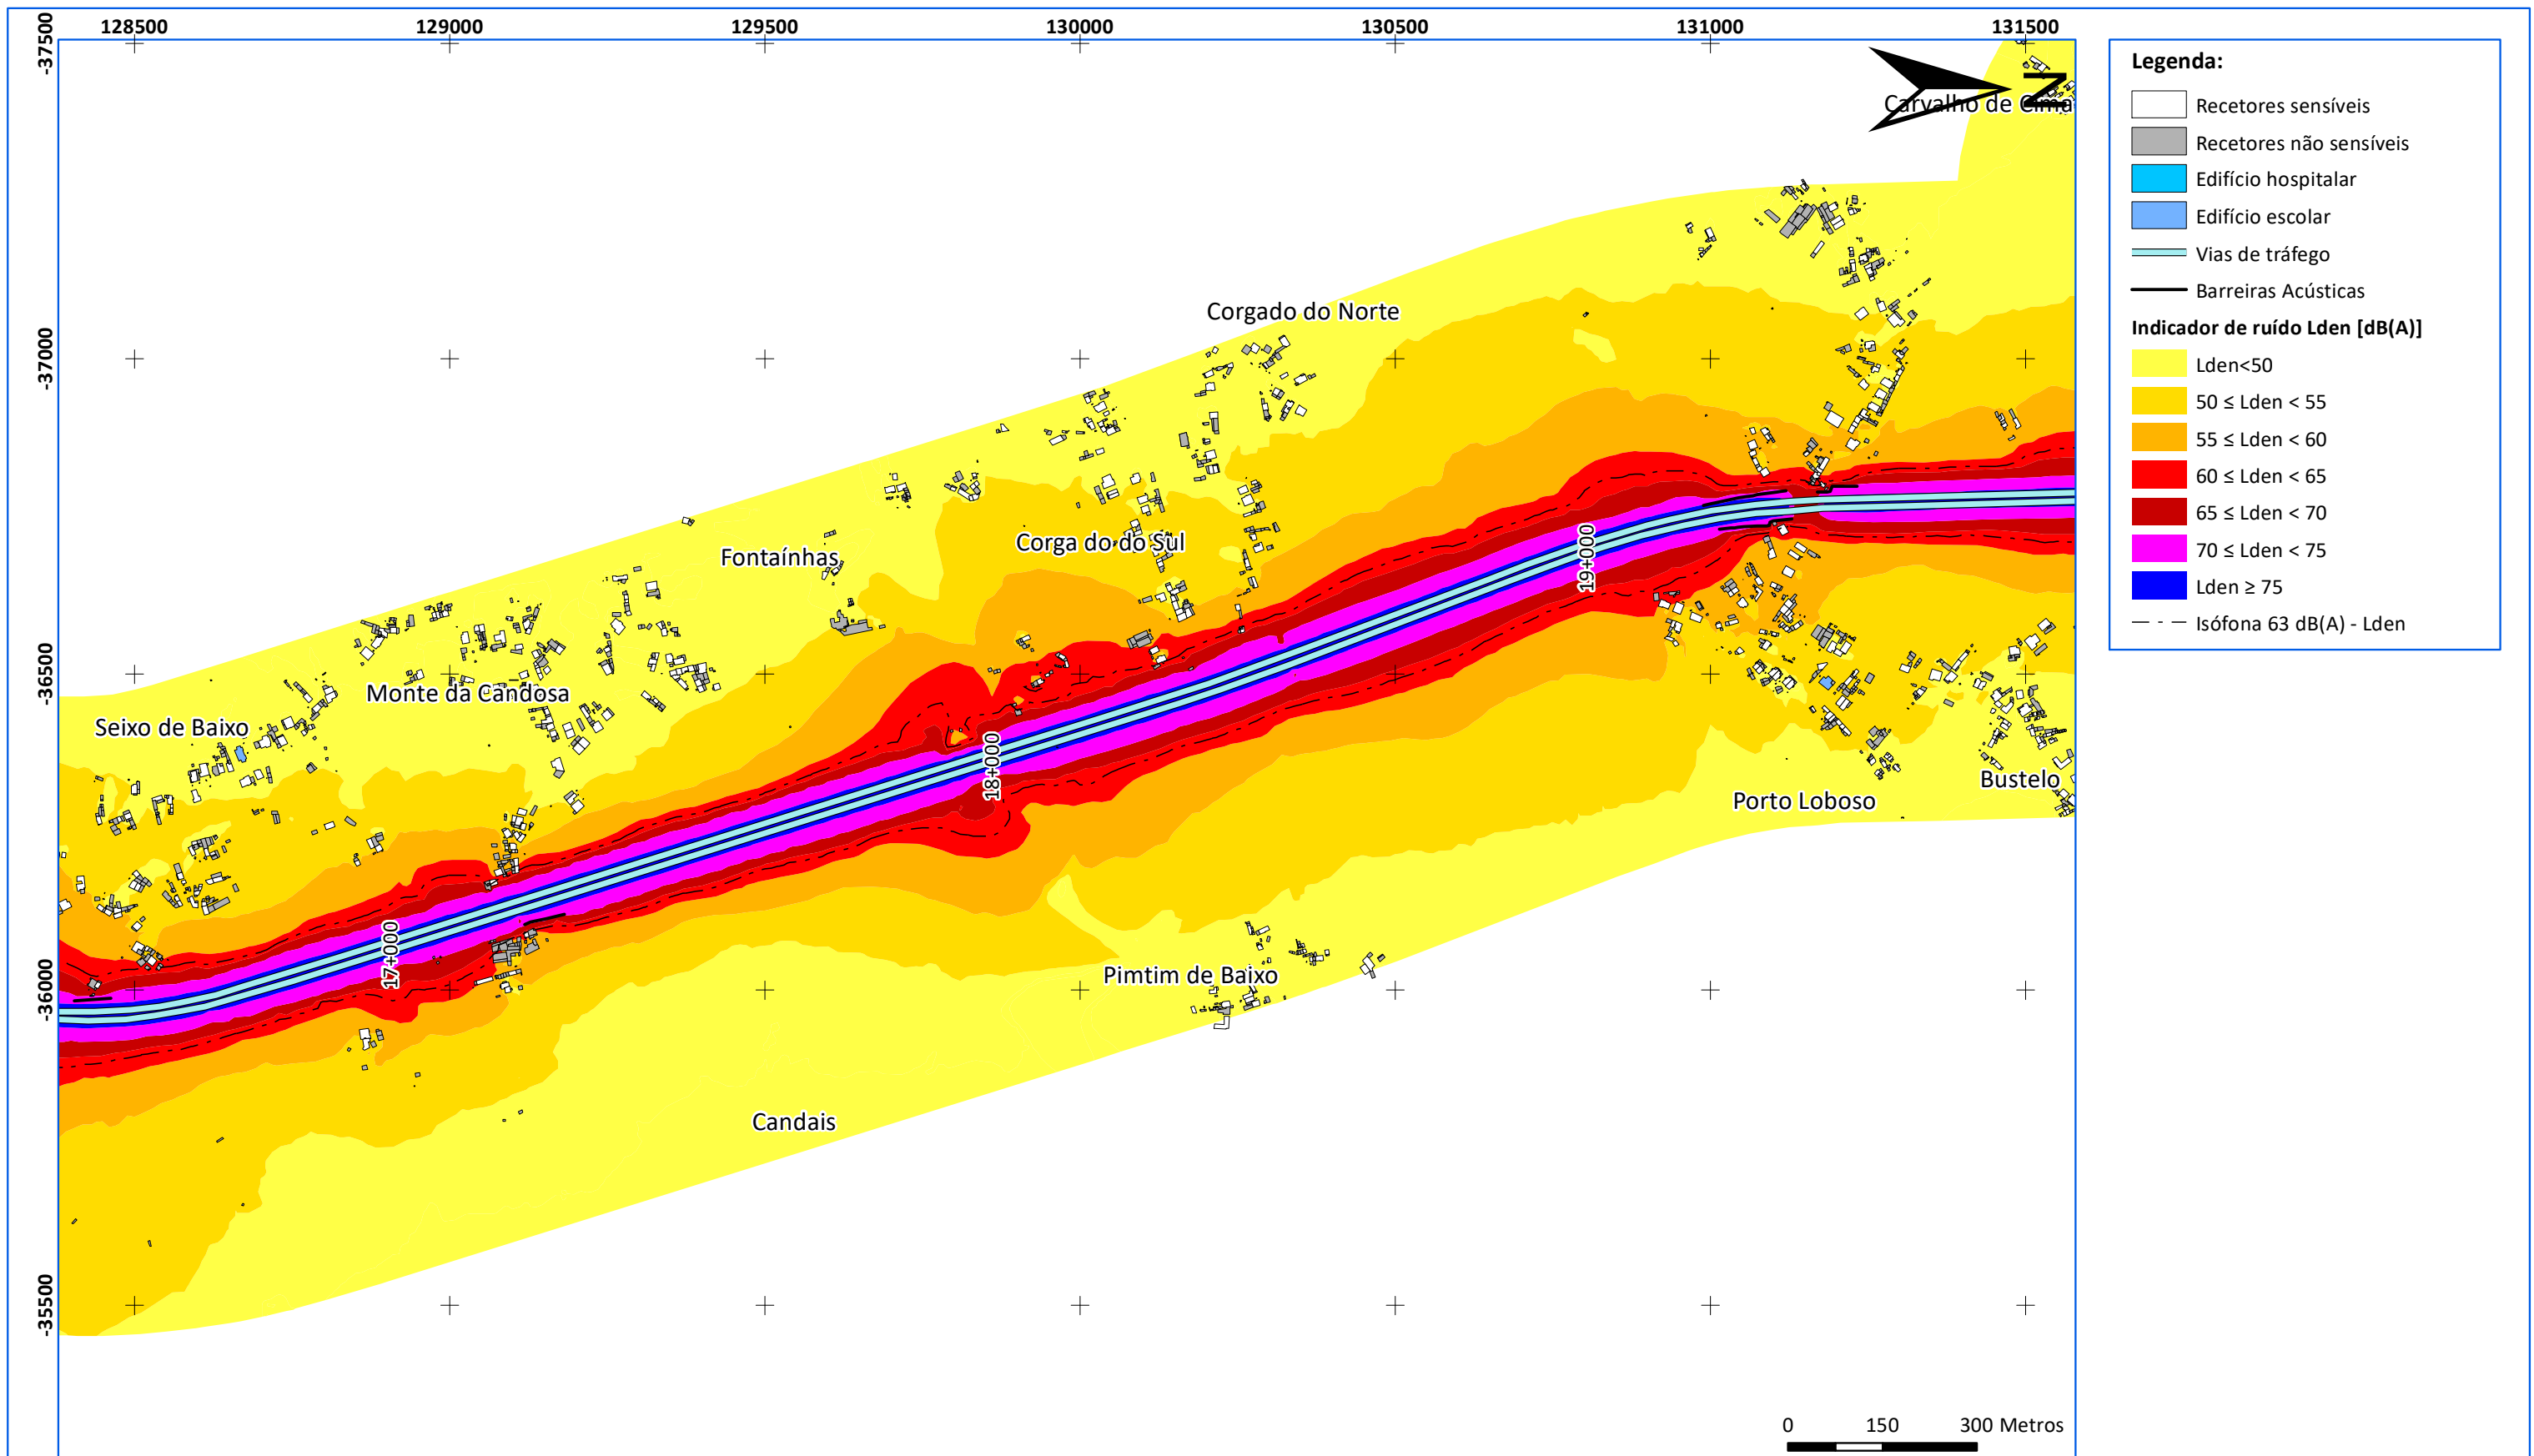 128500 129000 129500 130000 130500 131000 131500
-37500
-37000
-36500
-36000
-35500
N
Carvalho de Cima
Corgado do Norte
Corga do do Sul
Fontaínhas
Monte da Candosa
Seixo de Baixo
Porto Loboso
Bustelo
Pimtim de Baixo
Candais
17+000
18+000
19+000
0 150 300 Metros
Legenda:
Recetores sensíveis
Recetores não sensíveis
Edifício hospitalar
Edifício escolar
Vias de tráfego
Barreiras Acústicas
Indicador de ruído Lden [dB(A)]
Lden<50
50 ≤ Lden < 55
55 ≤ Lden < 60
60 ≤ Lden < 65
65 ≤ Lden < 70
70 ≤ Lden < 75
Lden ≥ 75
Isófona 63 dB(A) - Lden